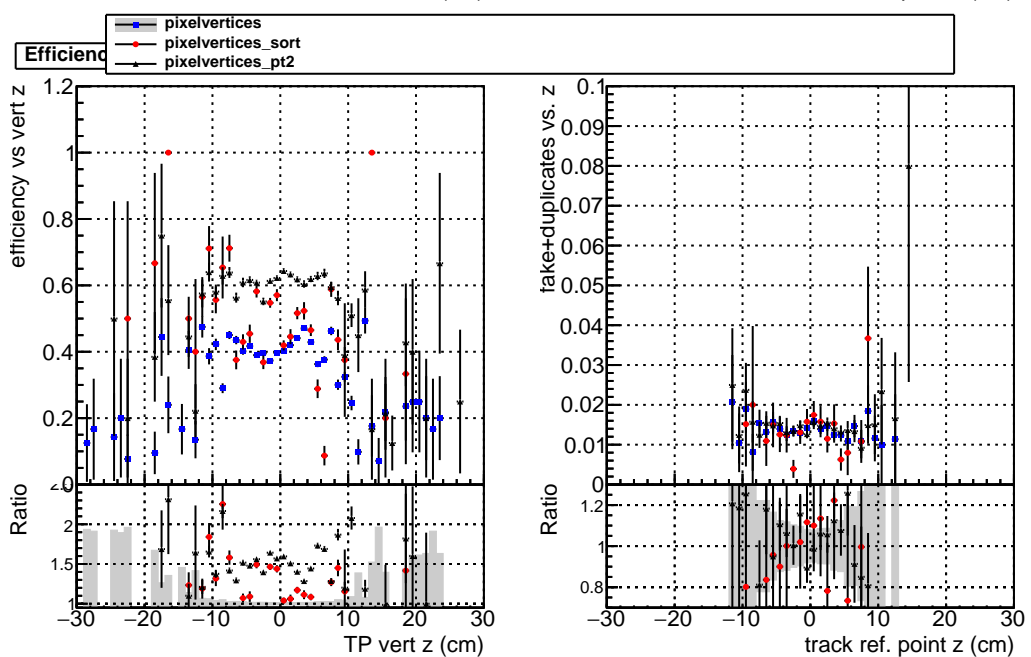 pixelvertices
pixelvertices_sort
pixelvertices_pt2
Efficienc
efficiency vs vert z
1.2
1
0.8
0.6
0.4
0.2
0
Ratio
2
1.5
1
−30 −20 −10 0 10 20 30
TP vert z (cm)
fake+duplicates vs. z
0.1
0.09
0.08
0.07
0.06
0.05
0.04
0.03
0.02
0.01
0
Ratio
1.2
1
0.8
−30 −20 −10 0 10 20 30
track ref. point z (cm)